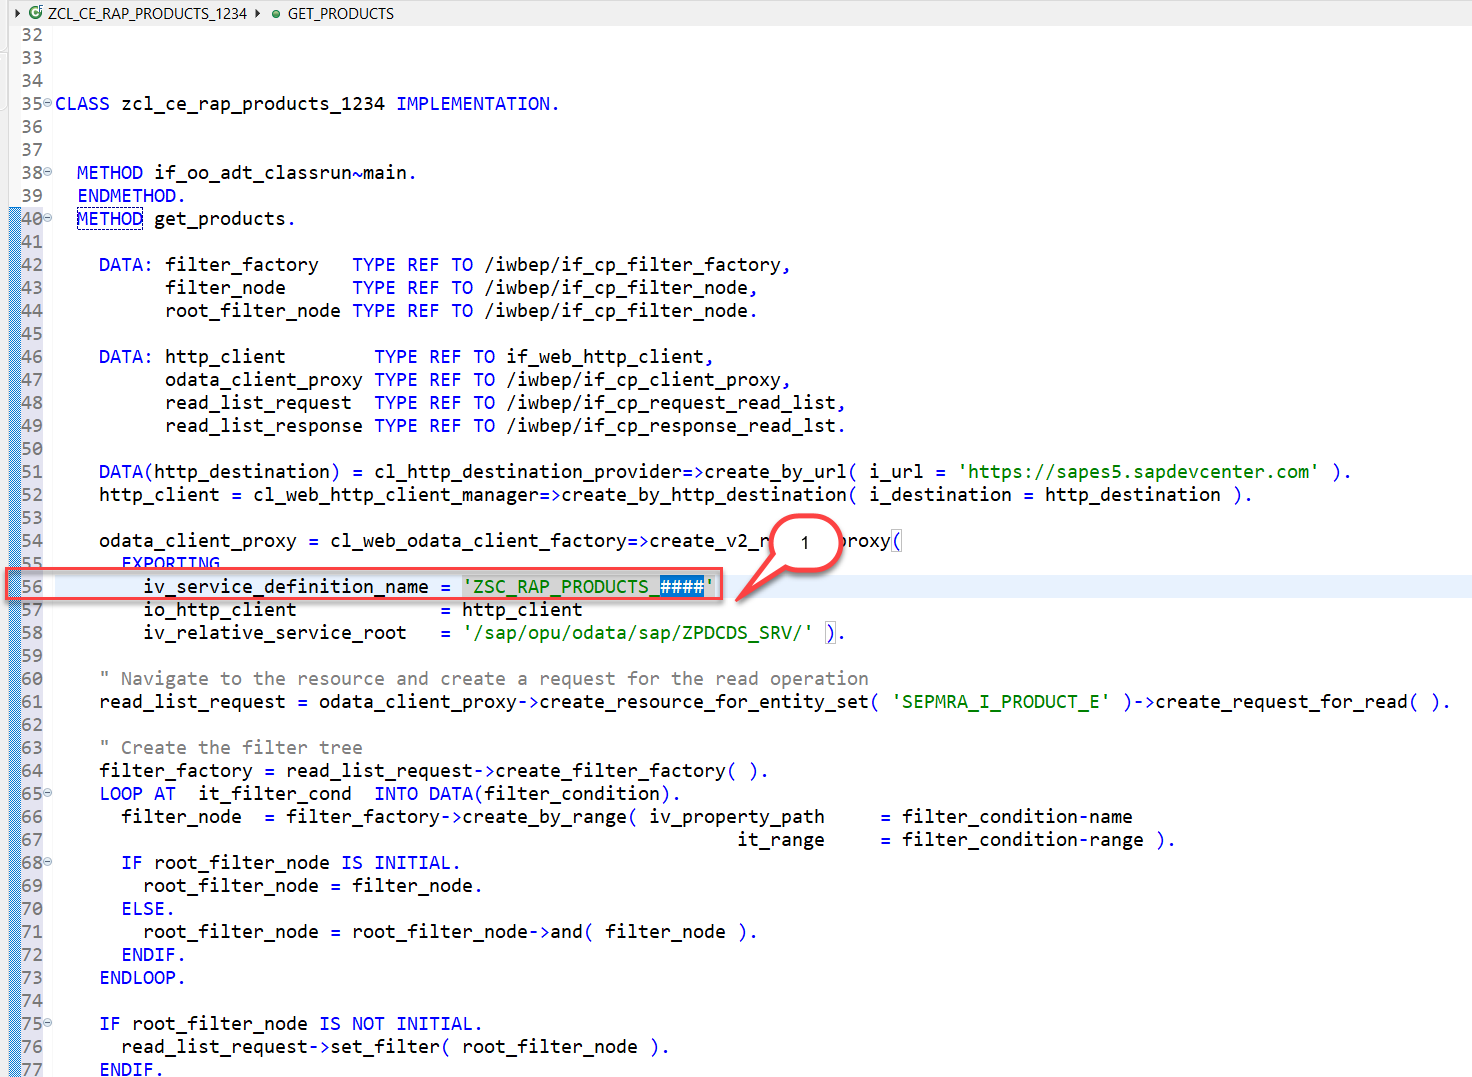 ZCL_CE_RAP_PRODUCTS_1234 GET_PRODUCTS
32
33
34
35 CLASS zcl_ce_rap_products_1234 IMPLEMENTATION.
36
37
38 METHOD if_oo_adt_classrun~main.
39 ENDMETHOD.
40 METHOD get_products.
41
42 DATA: filter_factory TYPE REF TO /iwbep/if_cp_filter_factory,
43 filter_node TYPE REF TO /iwbep/if_cp_filter_node,
44 root_filter_node TYPE REF TO /iwbep/if_cp_filter_node.
45
46 DATA: http_client TYPE REF TO if_web_http_client,
47 odata_client_proxy TYPE REF TO /iwbep/if_cp_client_proxy,
48 read_list_request TYPE REF TO /iwbep/if_cp_request_read_list,
49 read_list_response TYPE REF TO /iwbep/if_cp_response_read_lst.
50
51 DATA(http_destination) = cl_http_destination_provider=>create_by_url( i_url = 'https://sapes5.sapdevcenter.com' ).
52 http_client = cl_web_http_client_manager=>create_by_http_destination( i_destination = http_destination ).
53
54 odata_client_proxy = cl_web_odata_client_factory=>create_v2_r proxy(
1
55 EXPORTING
56 iv_service_definition_name = 'ZSC_RAP_PRODUCTS_####'
57 io_http_client = http_client
58 iv_relative_service_root = '/sap/opu/odata/sap/ZPDCDS_SRV/' ).
59
60 " Navigate to the resource and create a request for the read operation
61 read_list_request = odata_client_proxy->create_resource_for_entity_set( 'SEPMRA_I_PRODUCT_E' )->create_request_for_read( ).
62
63 " Create the filter tree
64 filter_factory = read_list_request->create_filter_factory( ).
65 LOOP AT it_filter_cond INTO DATA(filter_condition).
66 filter_node = filter_factory->create_by_range( iv_property_path = filter_condition-name
67 it_range = filter_condition-range ).
68 IF root_filter_node IS INITIAL.
69 root_filter_node = filter_node.
70 ELSE.
71 root_filter_node = root_filter_node->and( filter_node ).
72 ENDIF.
73 ENDLOOP.
74
75 IF root_filter_node IS NOT INITIAL.
76 read_list_request->set_filter( root_filter_node ).
77 ENDIF.